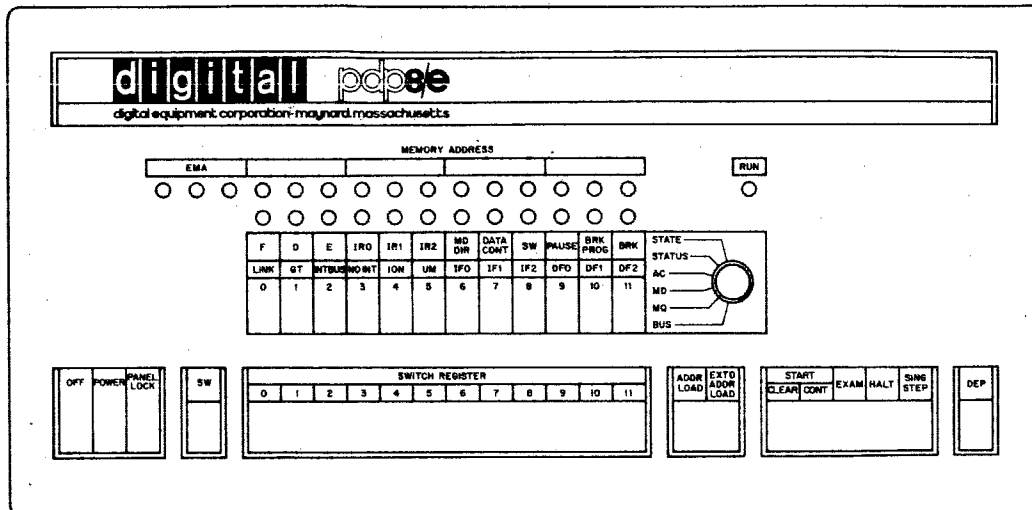 digital pdp8/e
digital equipment corporation-maynard.massachusetts
MEMORY ADDRESS
EMA
RUN
F D E IR0 IR1 IR2 MD DIR DATA CONT SW PAUSE BRK PROG BRK
LINK GT INTBUS NO INT ION UM IF0 IF1 IF2 DF0 DF1 DF2
0 1 2 3 4 5 6 7 8 9 10 11
STATE
STATUS
AC
MD
MQ
BUS
OFF POWER PANEL LOCK
SW
SWITCH REGISTER
0 1 2 3 4 5 6 7 8 9 10 11
ADDR LOAD EXTD ADDR LOAD
START
CLEAR CONT EXAM HALT SING STEP
DEP